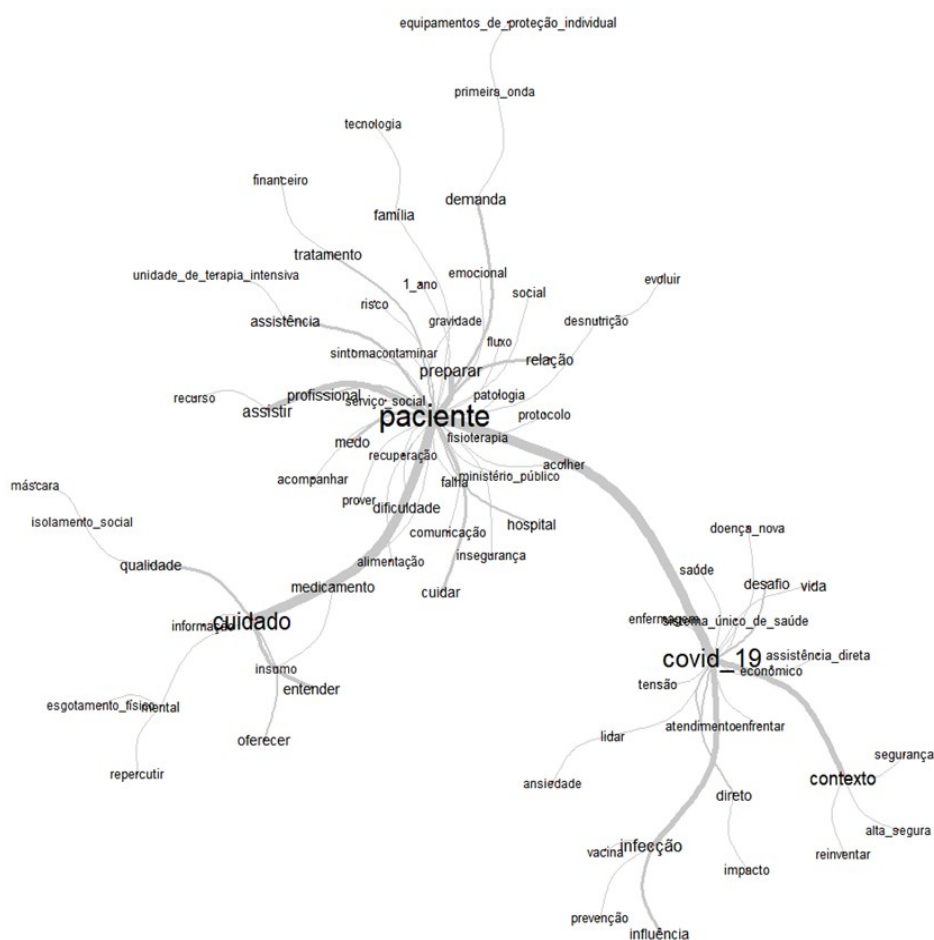 equipamentos_de_proteção_individual
primeira_onda
tecnologia
financeiro
demanda
família
tratamento
unidade_de_terapia_intensiva
emocional
evoluir
1_ano
social
risco
assistência
gravidade
desnutrição
fluxo
sintoma
contaminar
relação
preparar
profissional
patologia
recurso
serviço_social
assistir
paciente
protocolo
medo
fisioterapia
recuperação
acolher
acompanhar
falha
ministério_público
máscara
prover
dificuldade
isolamento_social
hospital
doença_nova
comunicação
insegurança
alimentação
qualidade
saúde
desafio
vida
medicamento
cuidar
cuidado
informação
enfermagem
sistema_único_de_saúde
covid_19
assistência_direta
econômico
insumo
tensão
entender
esgotamento_físico
mental
atendimento
enfrentar
lidar
oferecer
segurança
repercutir
contexto
ansiedade
direto
alta_segura
infecção
vacina
reinventar
impacto
prevenção
influência